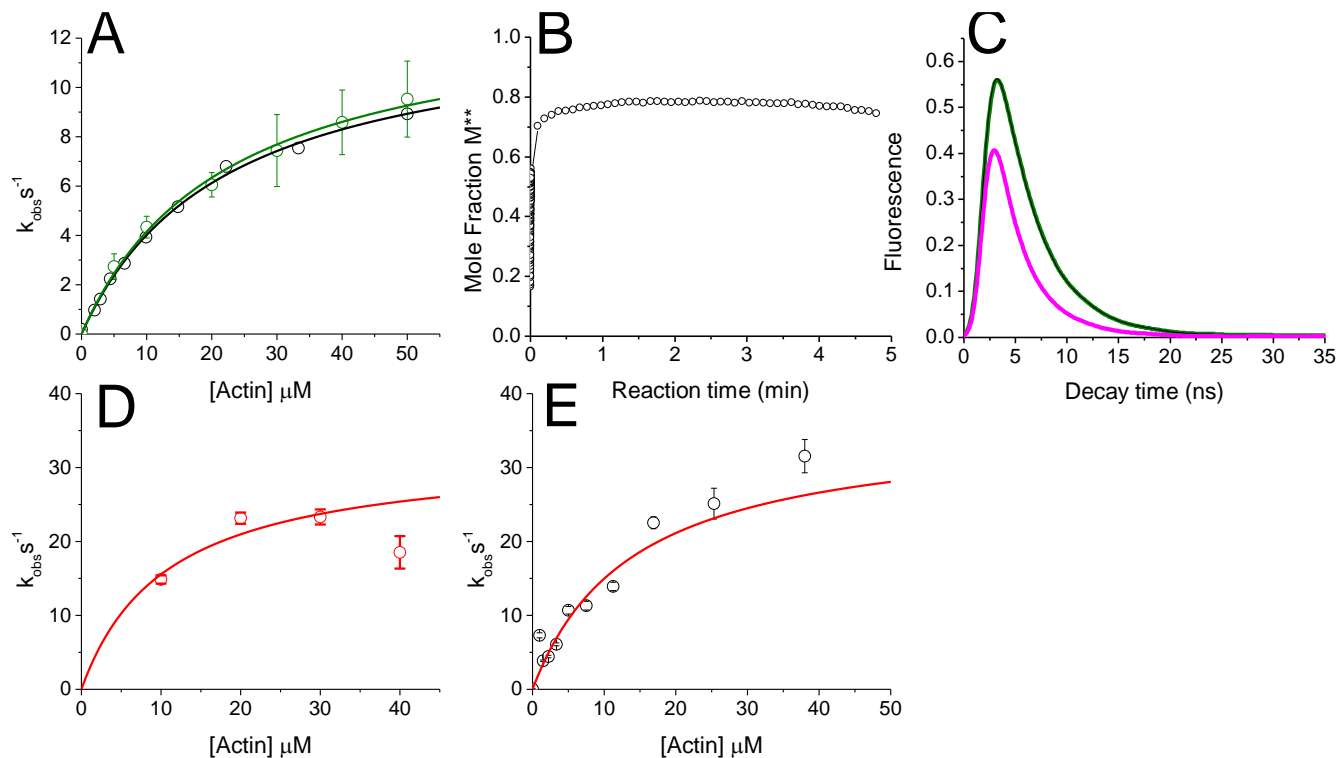 A
12
10
8
6
4
2
0
k_obs s^-1
0 10 20 30 40 50
[Actin] μM
B
1.0
0.8
0.6
0.4
0.2
0.0
Mole Fraction M**
0 1 2 3 4 5
Reaction time (min)
C
0.6
0.5
0.4
0.3
0.2
0.1
0.0
Fluorescence
0 5 10 15 20 25 30 35
Decay time (ns)
D
40
30
20
10
0
k_obs s^-1
0 10 20 30 40
[Actin] μM
E
40
30
20
10
0
k_obs s^-1
0 10 20 30 40 50
[Actin] μM